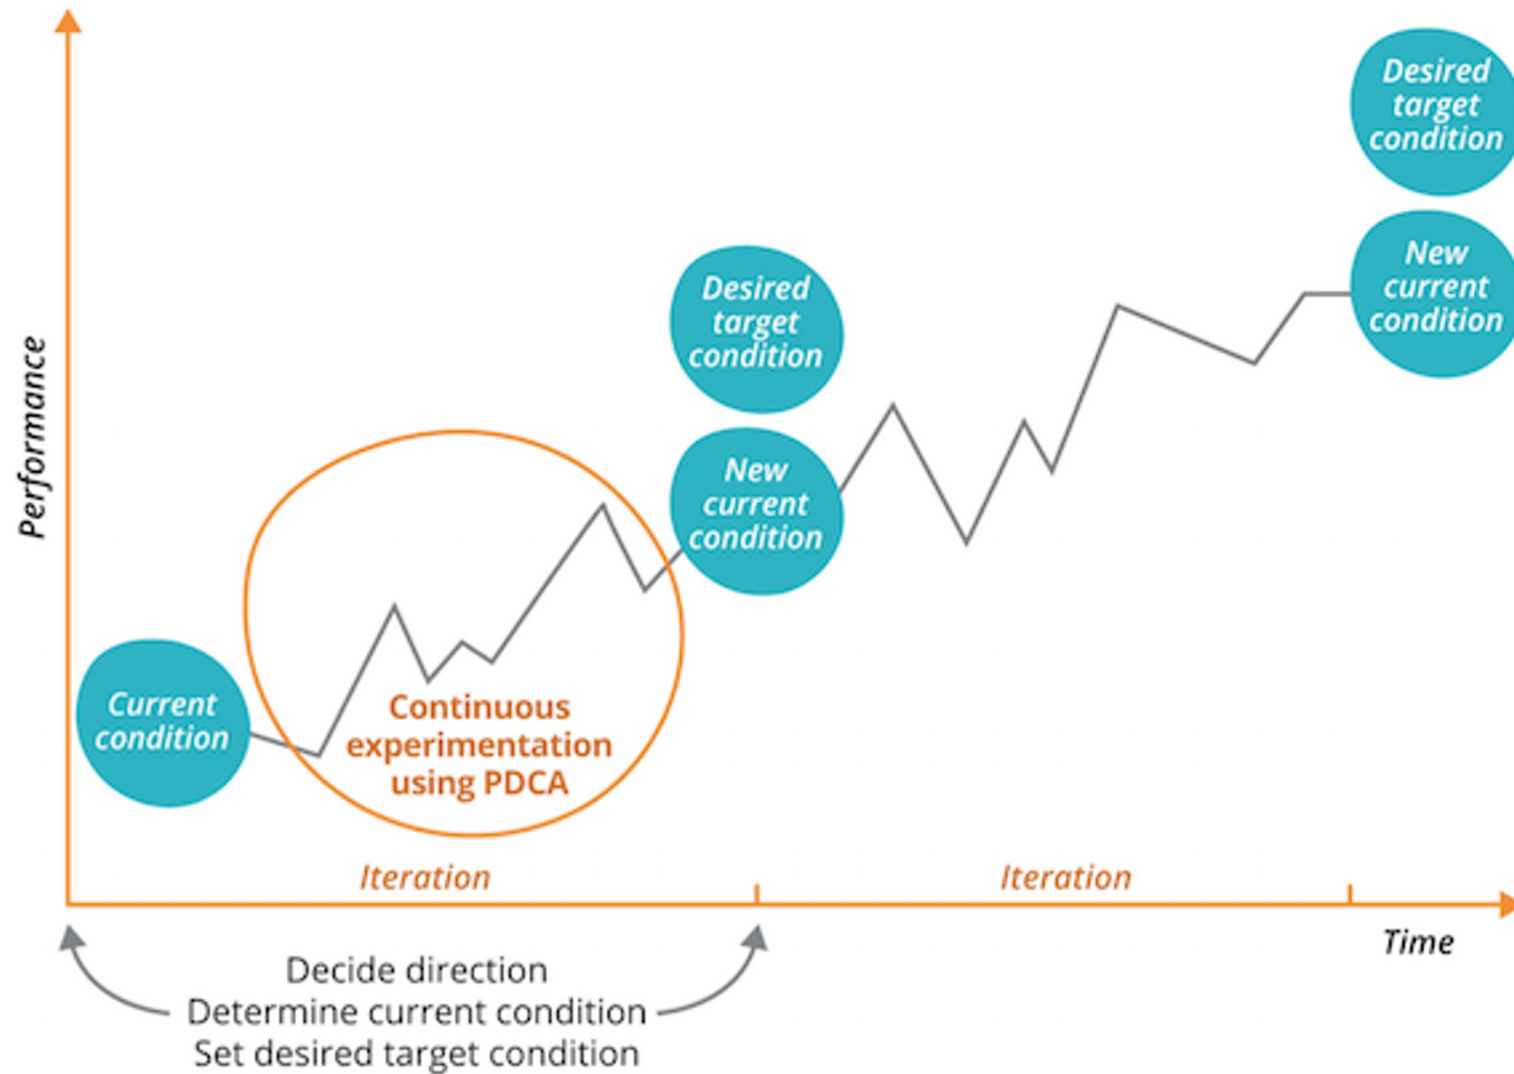 Desired
target
condition
New
current
condition
Desired
target
condition
New
current
condition
Performance
Current
condition
Continuous
experimentation
using PDCA
Iteration
Iteration
Time
Decide direction
Determine current condition
Set desired target condition